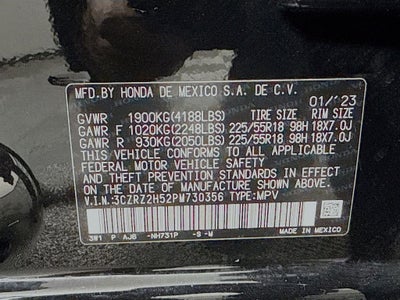 MFD.BY HONDA DE MEXICO S.A. DE C.V.
01/'23
GVWR 1900KG(4188LBS) TIRE SIZE RIM SIZE
GAWR F 1020KG(2248LBS) 225/55R18 98H 18X7.0J
GAWR R 930KG(2050LBS) 225/55R18 98H 18X7.0J
THIS VEHICLE CONFORMS TO ALL APPLICABLE
FEDERAL MOTOR VEHICLE SAFETY
AND THEFT PREVENTION STANDARDS IN EFFECT ON
THE DATE OF MANUFACTURE SHOWN ABOVE.
V.I.N.:3CZRZ2H52PM730356 TYPE:MPV
3W1 P AJ6 -NH731P -S -M
MADE IN MEXICO